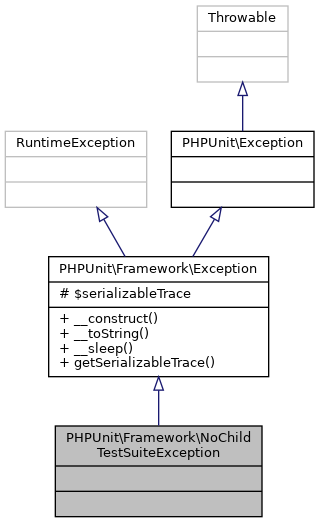 Throwable
RuntimeException
PHPUnit\Exception
PHPUnit\Framework\Exception
# $serializableTrace
+ __construct()
+ __toString()
+ __sleep()
+ getSerializableTrace()
PHPUnit\Framework\NoChild
TestSuiteException